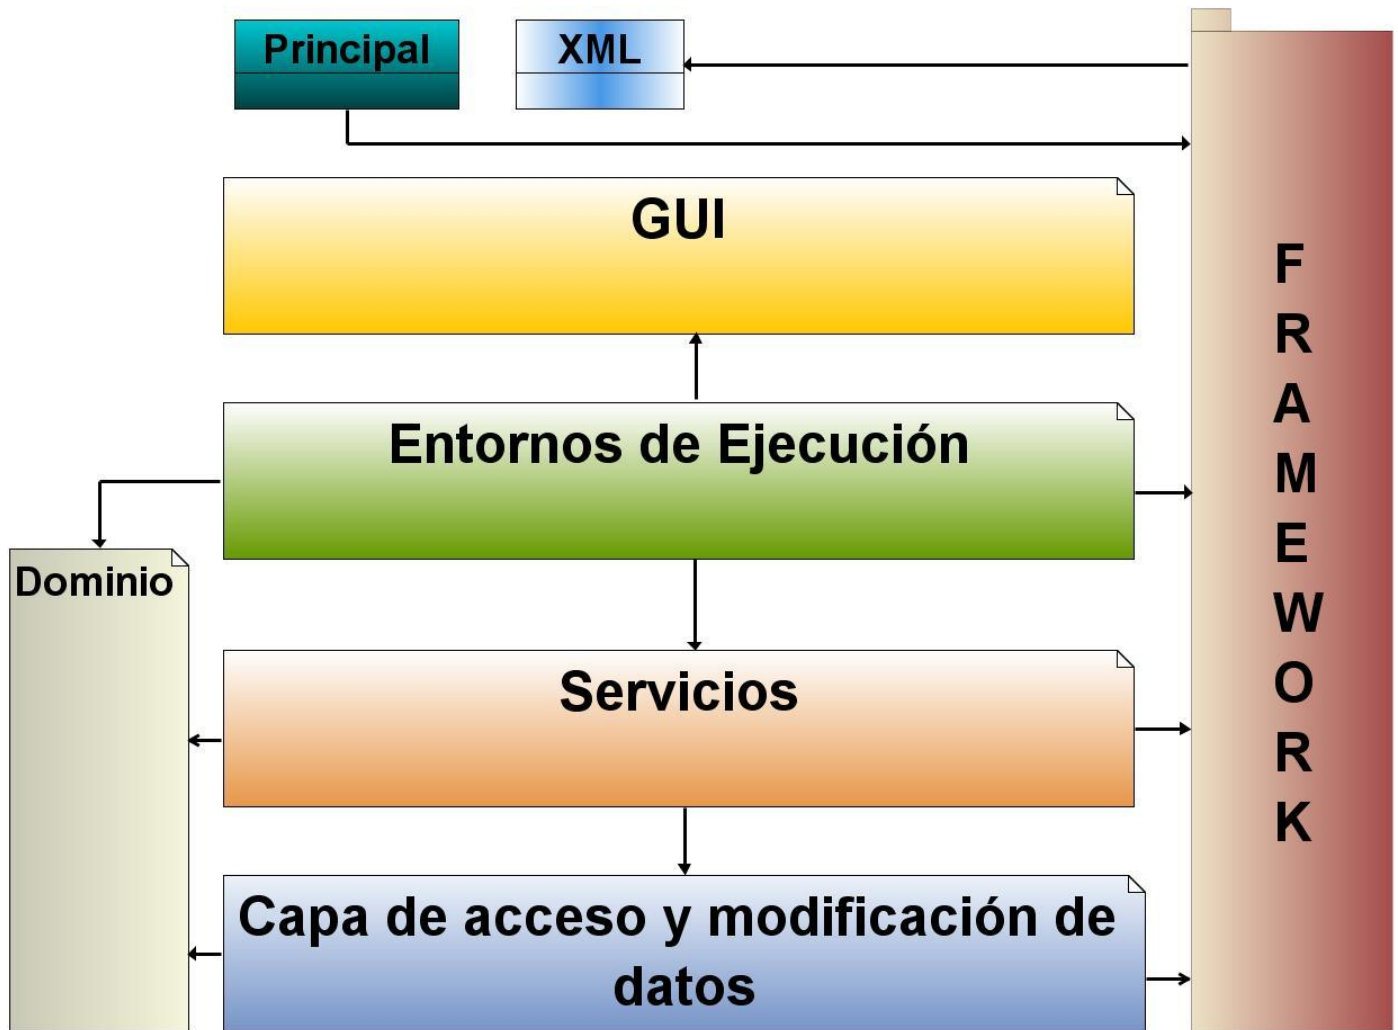 Principal
XML
GUI
Entornos de Ejecución
Dominio
Servicios
Capa de acceso y modificación de
datos
F
R
A
M
E
W
O
R
K